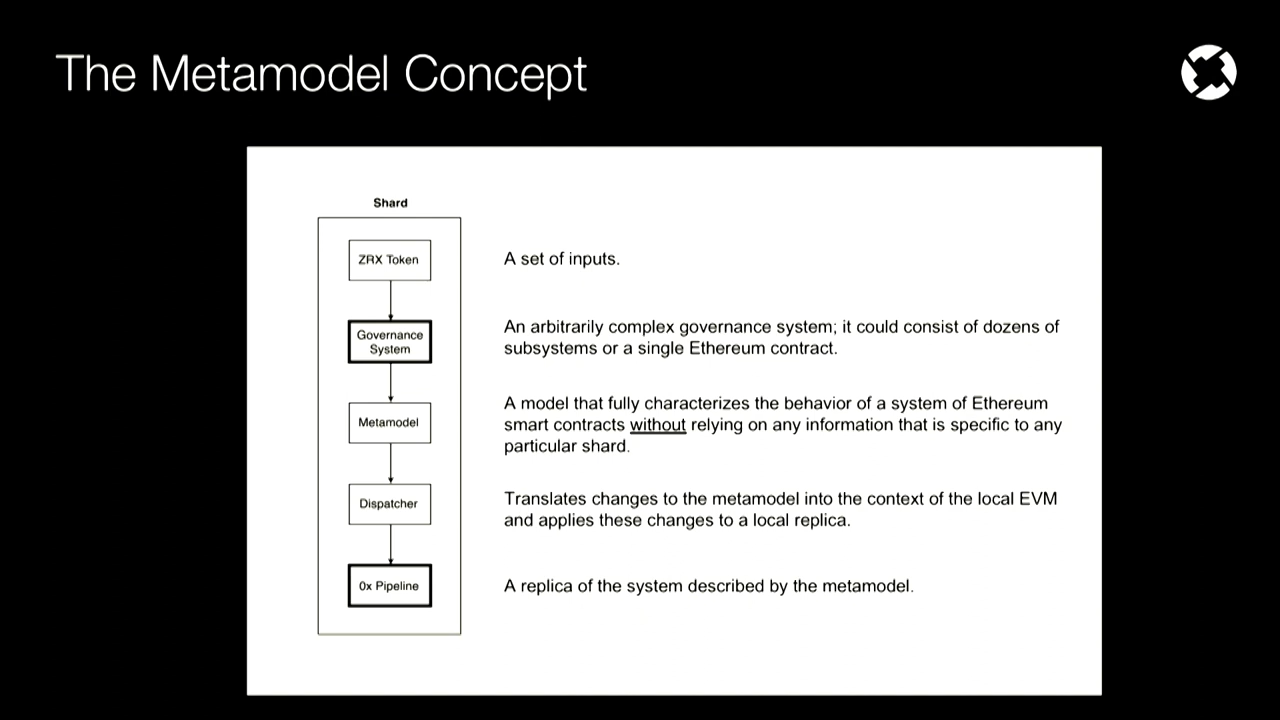 The Metamodel Concept
Shard
ZRX Token
A set of inputs.
Governance
System
An arbitrarily complex governance system; it could consist of dozens of
subsystems or a single Ethereum contract.
Metamodel
A model that fully characterizes the behavior of a system of Ethereum
smart contracts without relying on any information that is specific to any
particular shard.
Dispatcher
Translates changes to the metamodel into the context of the local EVM
and applies these changes to a local replica.
0x Pipeline
A replica of the system described by the metamodel.